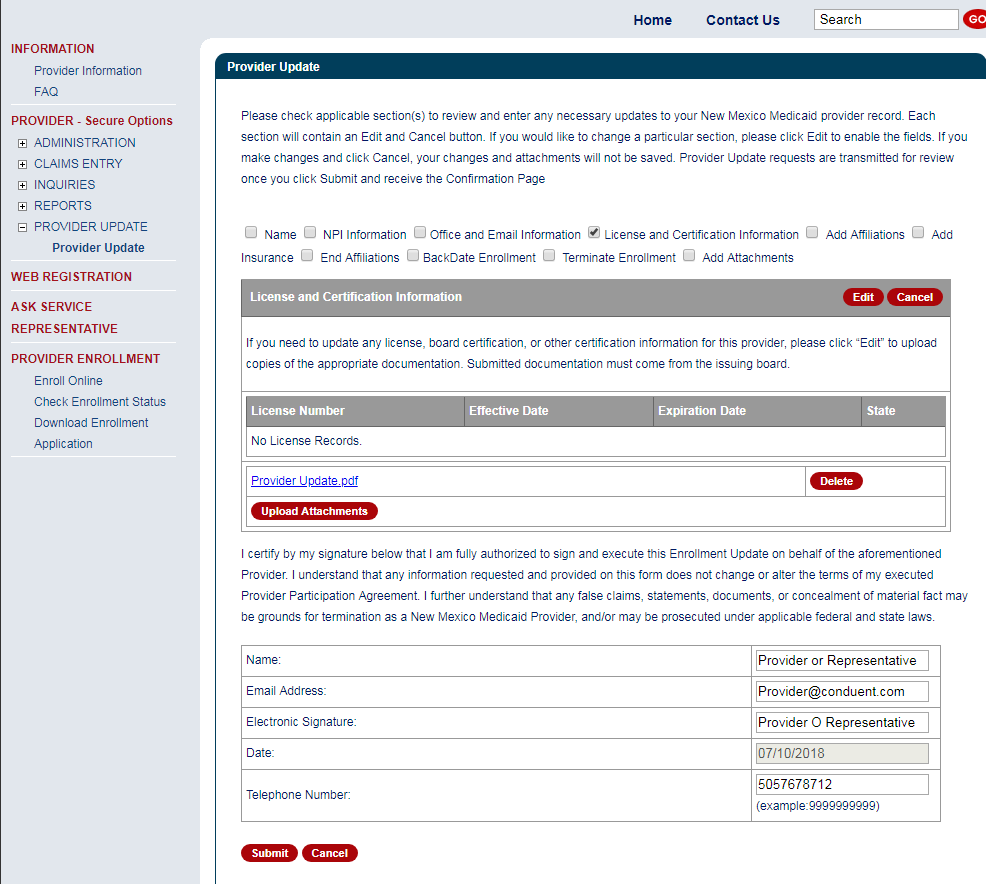 Home Contact Us Search GO
INFORMATION
Provider Information
FAQ
PROVIDER - Secure Options
ADMINISTRATION
CLAIMS ENTRY
INQUIRIES
REPORTS
PROVIDER UPDATE
Provider Update
WEB REGISTRATION
ASK SERVICE
REPRESENTATIVE
PROVIDER ENROLLMENT
Enroll Online
Check Enrollment Status
Download Enrollment
Application
Provider Update
Please check applicable section(s) to review and enter any necessary updates to your New Mexico Medicaid provider record. Each
section will contain an Edit and Cancel button. If you would like to change a particular section, please click Edit to enable the fields. If you
make changes and click Cancel, your changes and attachments will not be saved. Provider Update requests are transmitted for review
once you click Submit and receive the Confirmation Page
Name NPI Information Office and Email Information License and Certification Information Add Affiliations Add
Insurance End Affiliations BackDate Enrollment Terminate Enrollment Add Attachments
License and Certification Information Edit Cancel
If you need to update any license, board certification, or other certification information for this provider, please click “Edit” to upload
copies of the appropriate documentation. Submitted documentation must come from the issuing board.
License Number Effective Date Expiration Date State
No License Records.
Provider Update.pdf Delete
Upload Attachments
I certify by my signature below that I am fully authorized to sign and execute this Enrollment Update on behalf of the aforementioned
Provider. I understand that any information requested and provided on this form does not change or alter the terms of my executed
Provider Participation Agreement. I further understand that any false claims, statements, documents, or concealment of material fact may
be grounds for termination as a New Mexico Medicaid Provider, and/or may be prosecuted under applicable federal and state laws.
Name: Provider or Representative
Email Address: Provider@conduent.com
Electronic Signature: Provider O Representative
Date: 07/10/2018
Telephone Number: 5057678712
(example:9999999999)
Submit Cancel